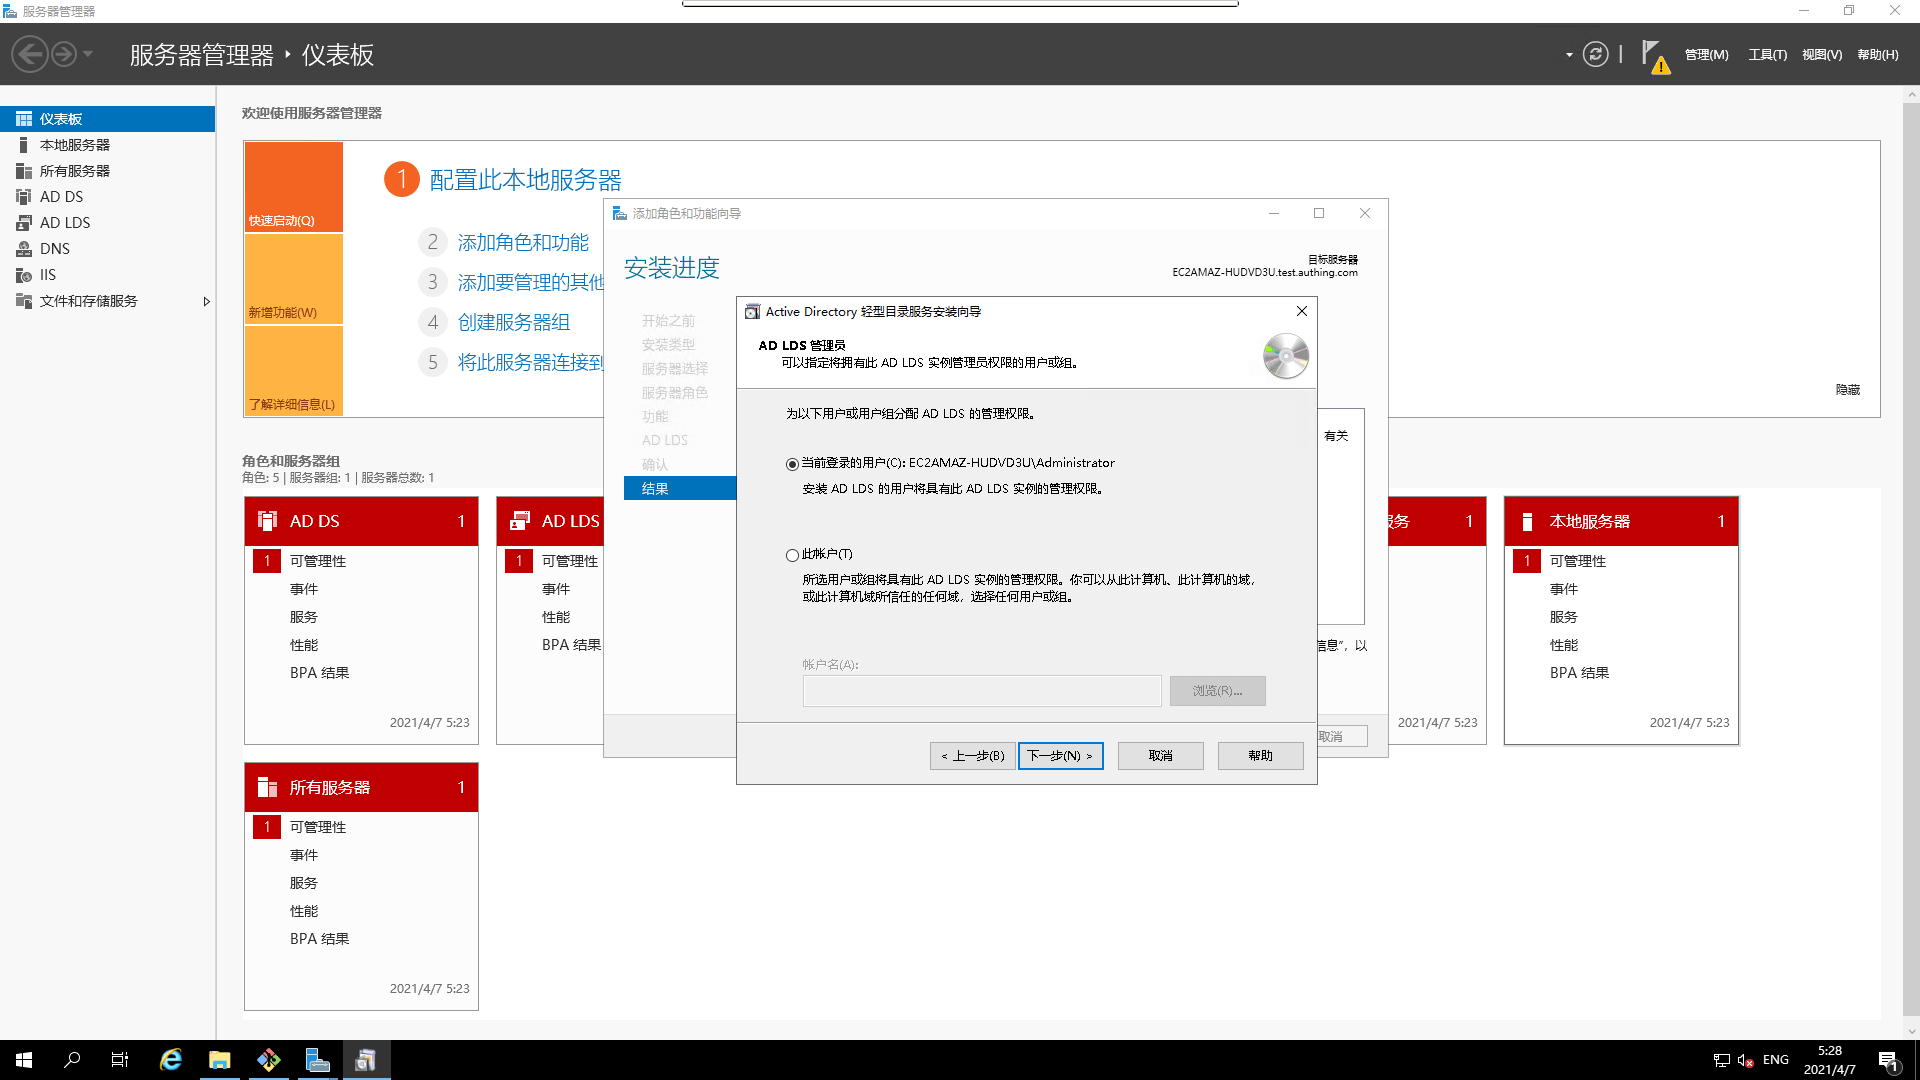 服务器管理器
服务器管理器 ‣ 仪表板
管理(M) 工具(T) 视图(V) 帮助(H)
仪表板
本地服务器
所有服务器
AD DS
AD LDS
DNS
IIS
文件和存储服务
欢迎使用服务器管理器
快速启动(Q)
新增功能(W)
了解详细信息(L)
1 配置此本地服务器
2 添加角色和功能
3 添加要管理的其他
4 创建服务器组
5 将此服务器连接到
隐藏
角色和服务器组
角色: 5 | 服务器组: 1 | 服务器总数: 1
AD DS 1
1 可管理性
事件
服务
性能
BPA 结果
2021/4/7 5:23
AD LDS
1 可管理性
事件
性能
BPA 结果
服务 1
2021/4/7 5:23
本地服务器 1
1 可管理性
事件
服务
性能
BPA 结果
2021/4/7 5:23
所有服务器 1
1 可管理性
事件
服务
性能
BPA 结果
2021/4/7 5:23
添加角色和功能向导
安装进度
目标服务器
EC2AMAZ-HUDVD3U.test.authing.com
开始之前
安装类型
服务器选择
服务器角色
功能
AD LDS
确认
结果
有关
信息"，以
取消
Active Directory 轻型目录服务安装向导
AD LDS 管理员
可以指定将拥有此 AD LDS 实例管理员权限的用户或组。
为以下用户或用户组分配 AD LDS 的管理权限。
当前登录的用户(C): EC2AMAZ-HUDVD3U\Administrator
安装 AD LDS 的用户将具有此 AD LDS 实例的管理权限。
此帐户(T)
所选用户或组将具有此 AD LDS 实例的管理权限。你可以从此计算机、此计算机的域，
或此计算机域所信任的任何域，选择任何用户或组。
帐户名(A):
浏览(R)...
< 上一步(B) 下一步(N) > 取消 帮助
ENG
5:28
2021/4/7
1